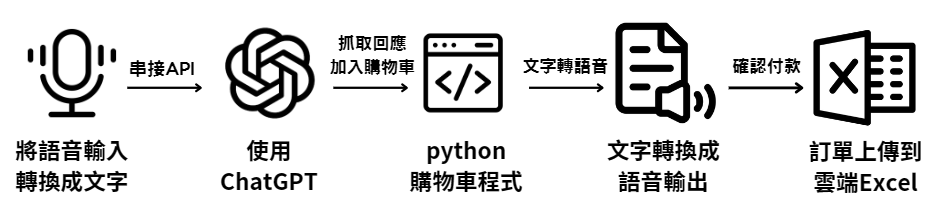 串接API
抓取回應
加入購物車
文字轉語音
確認付款
將語音輸入
轉換成文字
使用
ChatGPT
python
購物車程式
文字轉換成
語音輸出
訂單上傳到
雲端Excel